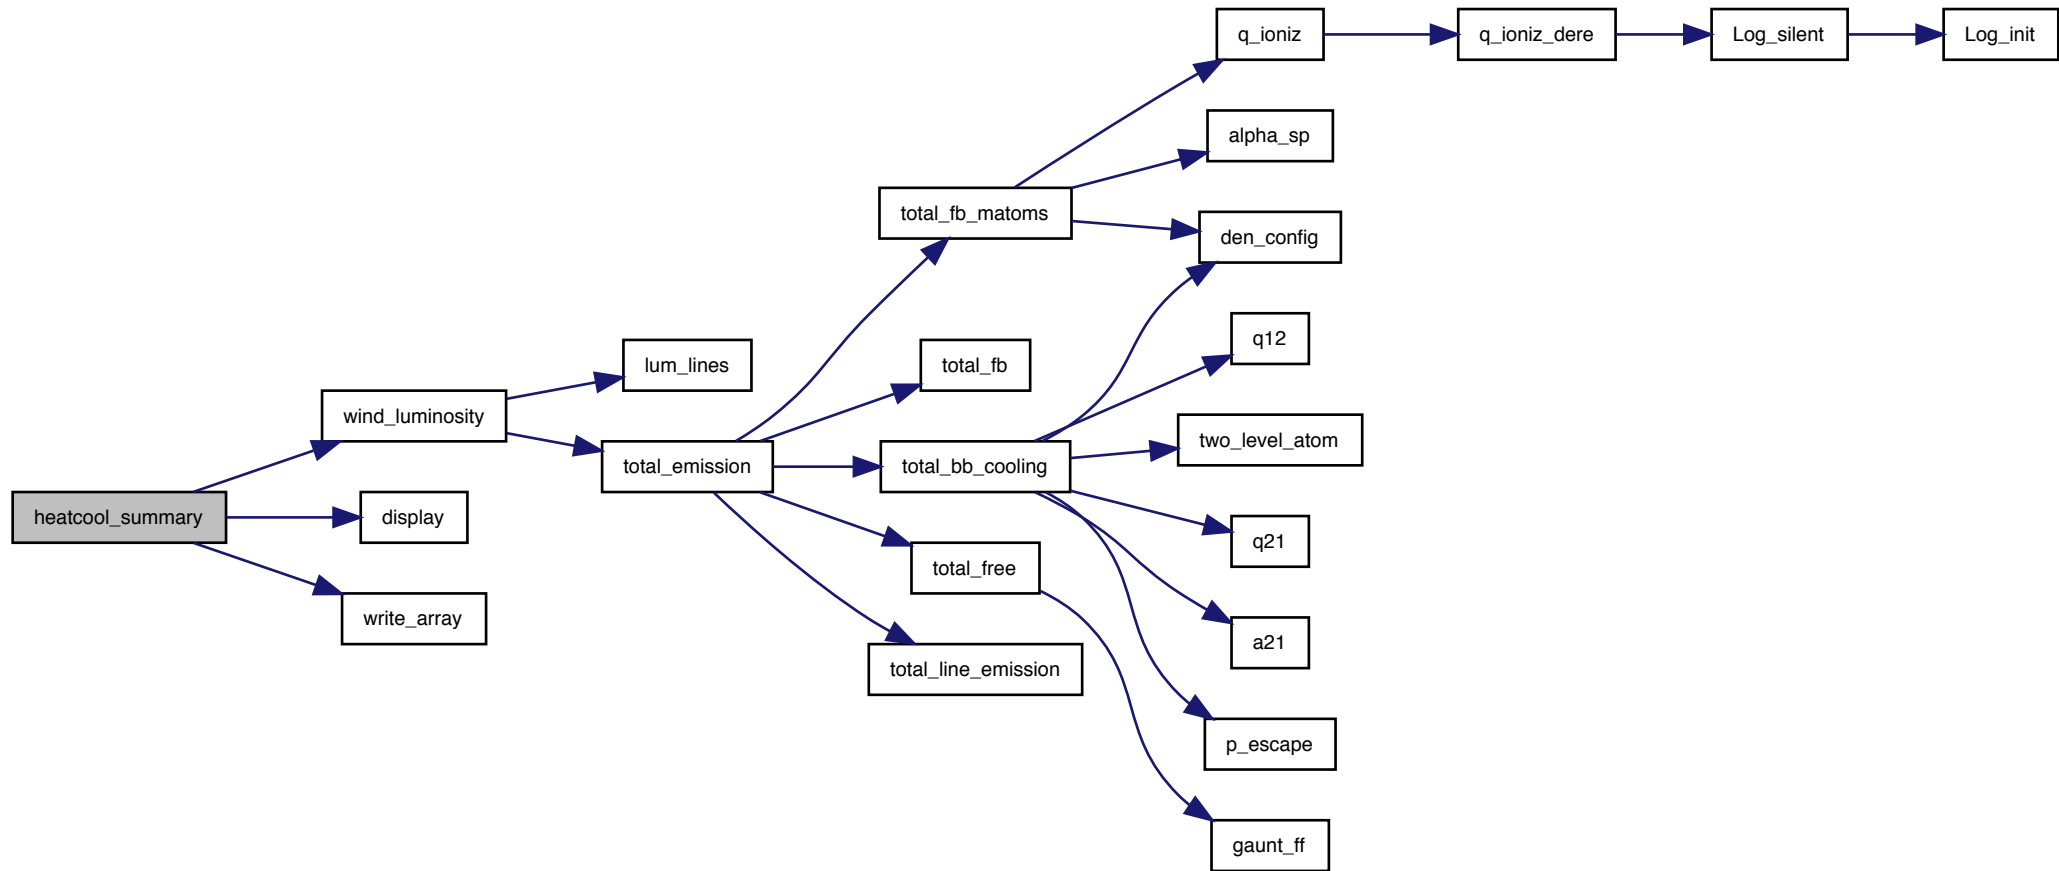 heatcool_summary
wind_luminosity
display
write_array
lum_lines
total_emission
total_fb_matoms
total_fb
total_bb_cooling
total_free
total_line_emission
q_ioniz
alpha_sp
den_config
q12
two_level_atom
q21
a21
p_escape
gaunt_ff
q_ioniz_dere
Log_silent
Log_init